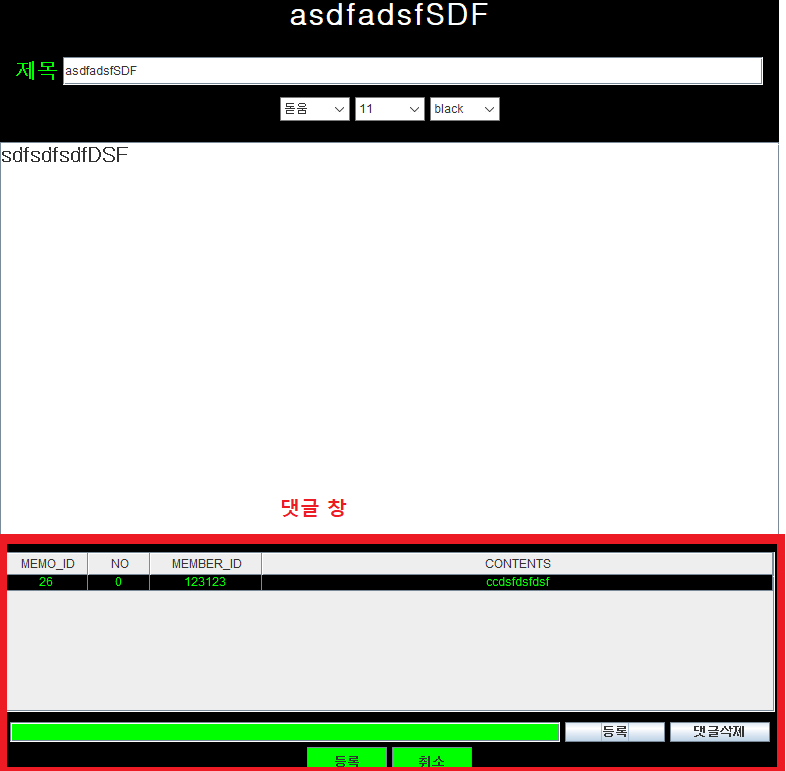 asdfadsfSDF
제목 asdfadsfSDF
돋움 11 black
sdfsdfsdfDSF
댓글 창
MEMO_ID NO MEMBER_ID CONTENTS
26 0 123123 ccdsfdsfdsf
등록 댓글삭제
등록 취소